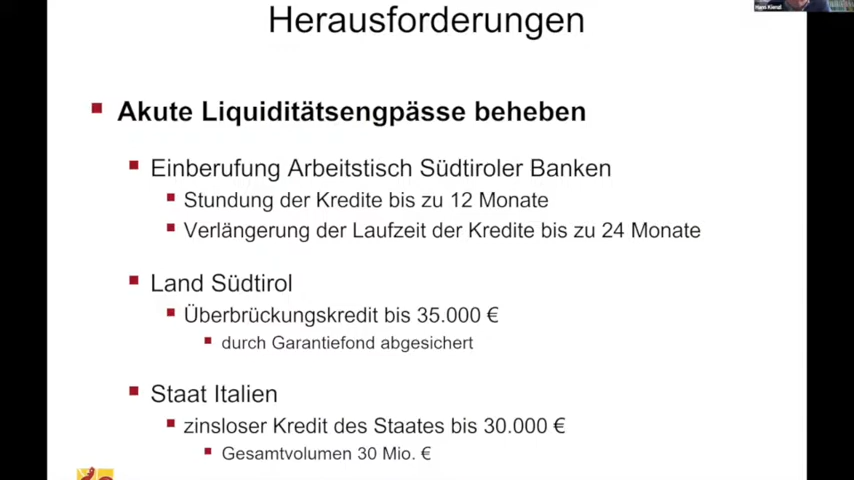 Herausforderungen
Hans Kienzl
Akute Liquiditätsengpässe beheben
Einberufung Arbeitstisch Südtiroler Banken
Stundung der Kredite bis zu 12 Monate
Verlängerung der Laufzeit der Kredite bis zu 24 Monate
Land Südtirol
Überbrückungskredit bis 35.000 €
durch Garantiefond abgesichert
Staat Italien
zinsloser Kredit des Staates bis 30.000 €
Gesamtvolumen 30 Mio. €